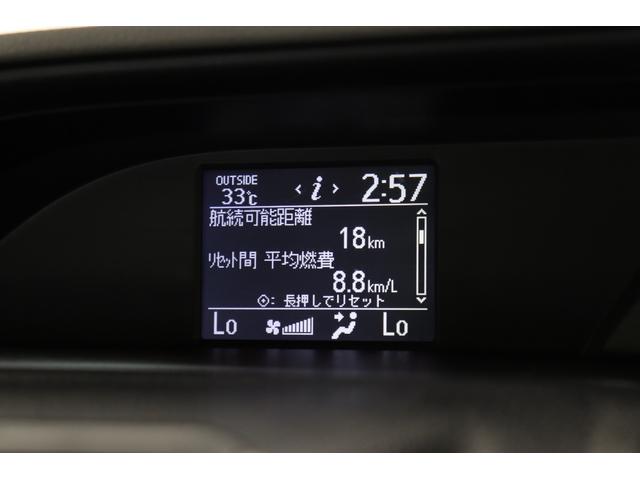 OUTSIDE
33℃
< i > 2:57
航続可能距離
18km
ﾘｾｯﾄ間 平均燃費
8.8km/L
: 長押しでリセット
Lo Lo